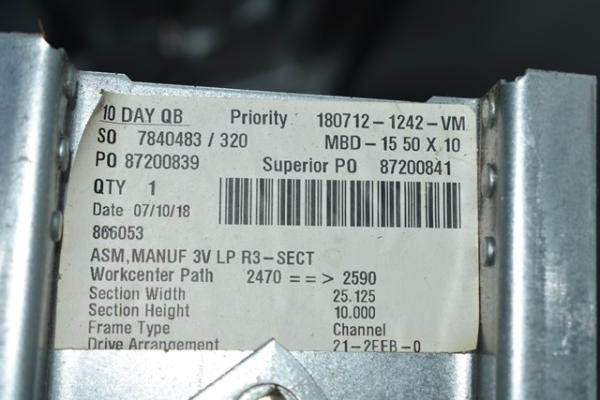 10 DAY QB Priority 180712-1242-VM
SO 7840483 / 320 MBD-15 50 X 10
PO 87200839 Superior PO 87200841
QTY 1
Date 07/10/18
866053
ASM,MANUF 3V LP R3-SECT
Workcenter Path 2470 ==> 2590
Section Width 25.125
Section Height 10.000
Frame Type Channel
Drive Arrangement 21-2EEB-0